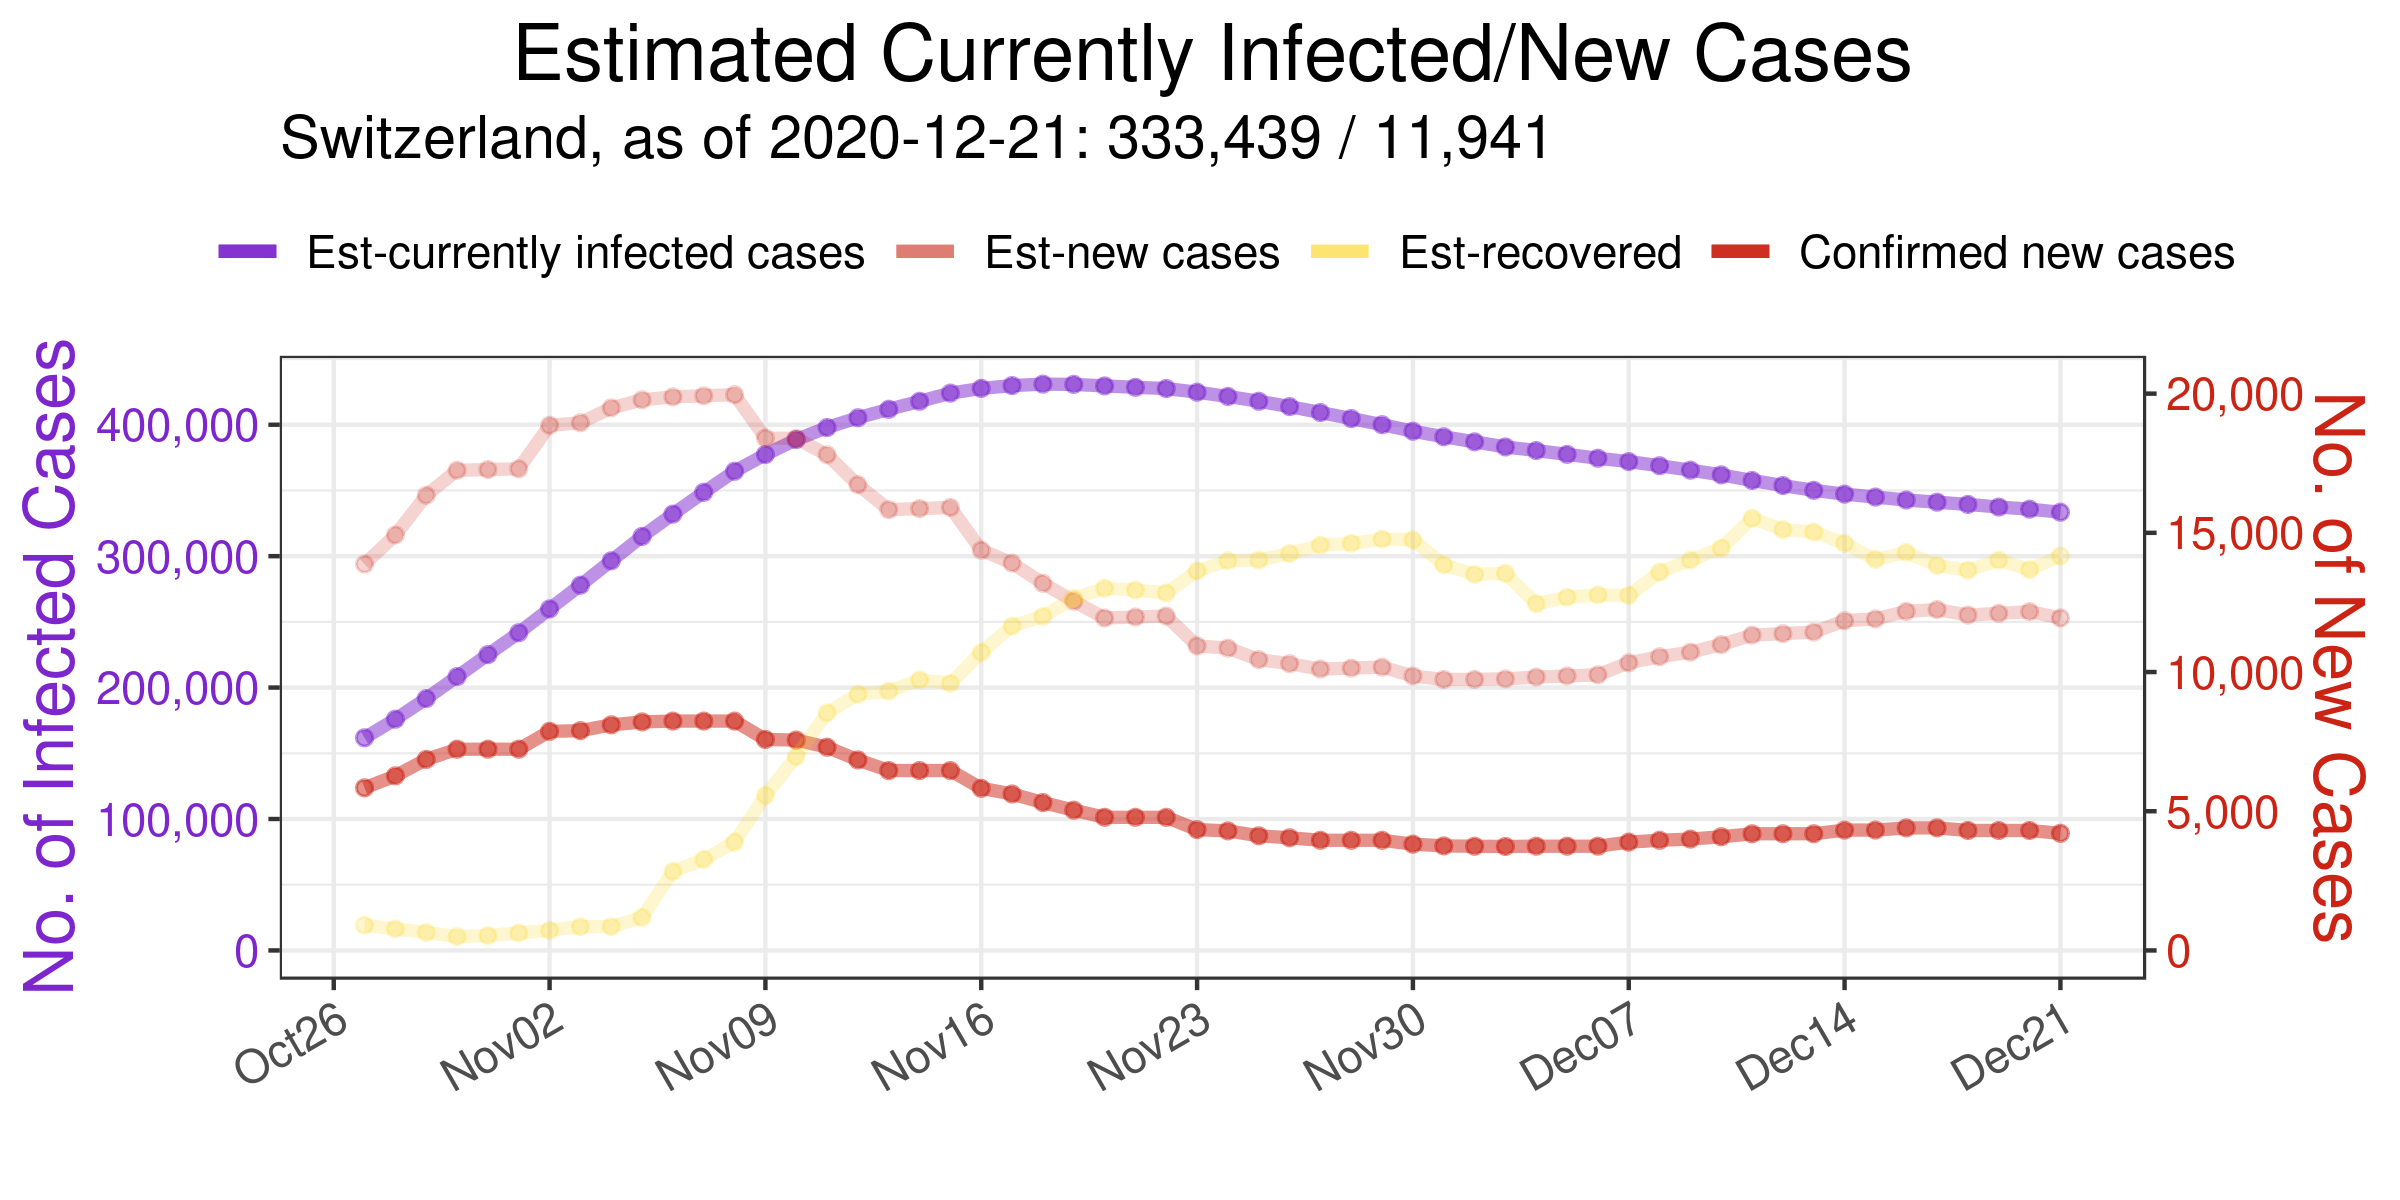 Estimated Currently Infected/New Cases
Switzerland, as of 2020-12-21: 333,439 / 11,941
Est-currently infected cases Est-new cases Est-recovered Confirmed new cases
No. of Infected Cases
400,000
300,000
200,000
100,000
0
20,000
15,000
10,000
5,000
0
No. of New Cases
Oct26 Nov02 Nov09 Nov16 Nov23 Nov30 Dec07 Dec14 Dec21